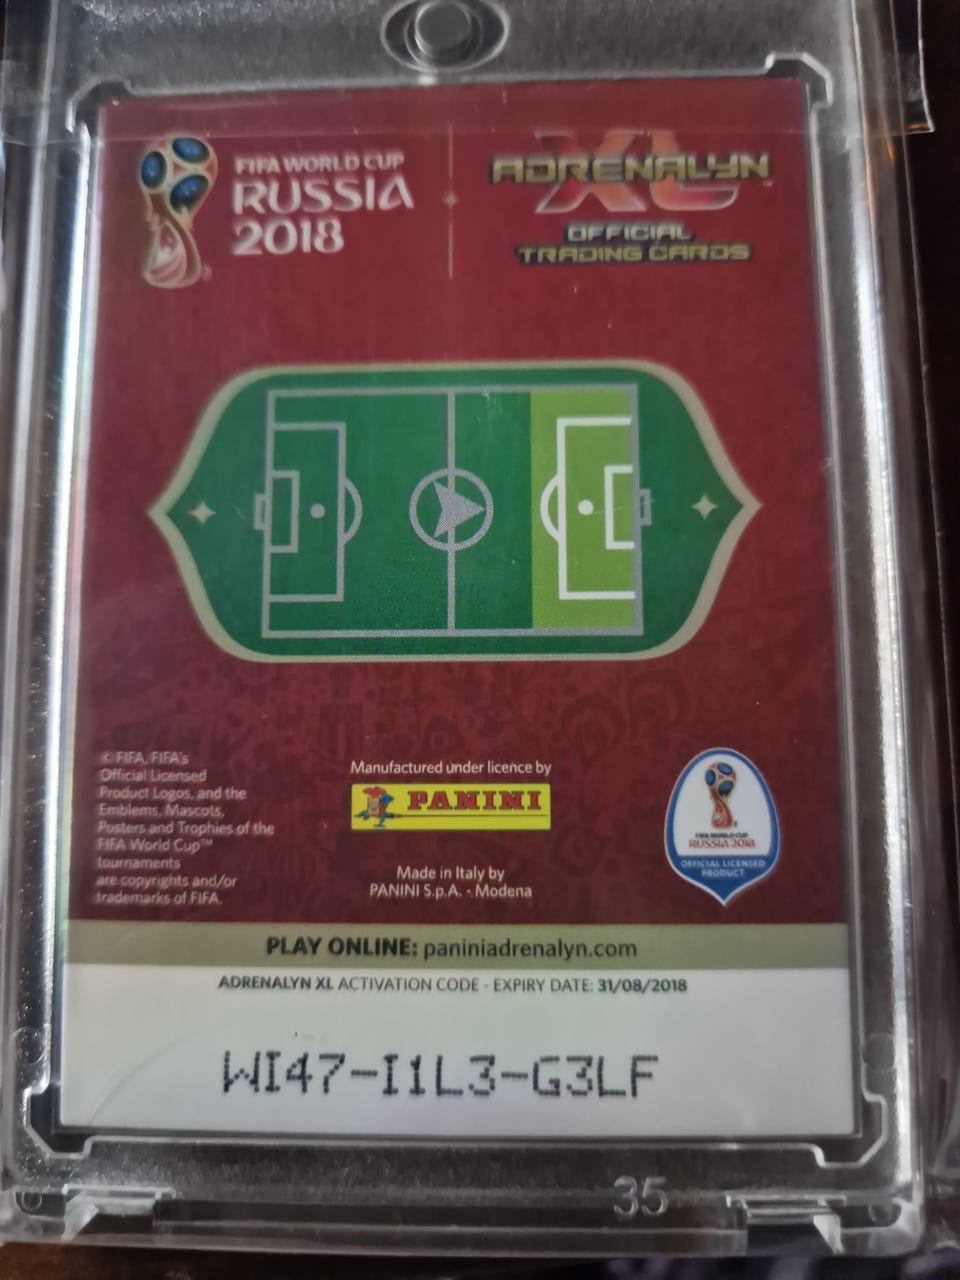 FIFA WORLD CUP
RUSSIA
2018
ADRENALYN
XL
OFFICIAL
TRADING CARDS
© FIFA, FIFA's
Official Licensed
Product Logos, and the
Emblems, Mascots,
Posters and Trophies of the
FIFA World Cup™
tournaments
are copyrights and/or
trademarks of FIFA.
Manufactured under licence by
PANINI
Made in Italy by
PANINI S.p.A. - Modena
FIFA WORLD CUP
RUSSIA 2018
OFFICIAL LICENSED
PRODUCT
PLAY ONLINE: paniniadrenalyn.com
ADRENALYN XL ACTIVATION CODE - EXPIRY DATE: 31/08/2018
WI47-I1L3-G3LF
35